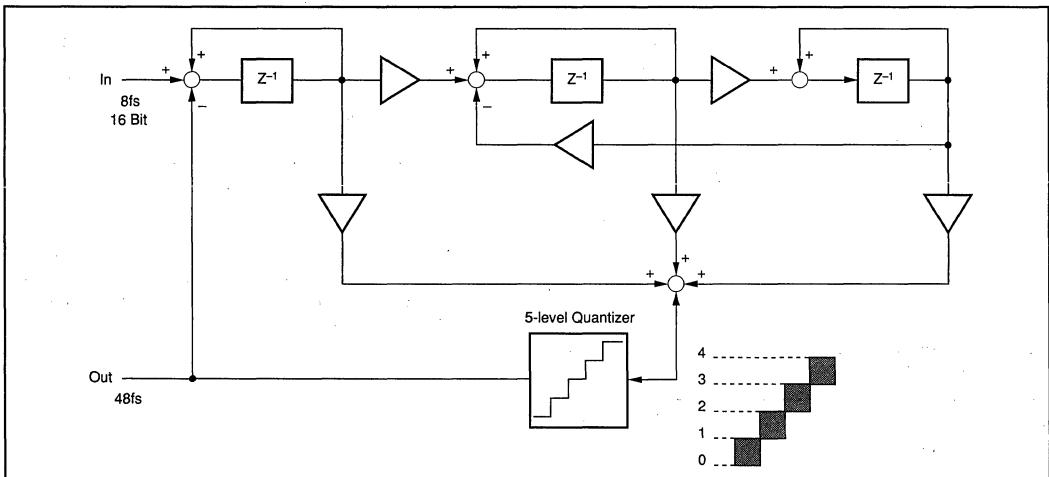 + + + +
In + Z⁻¹ + Z⁻¹ + Z⁻¹
8fs
16 Bit
− −
+
+ +
5-level Quantizer
4
3
2
1
0
Out
48fs